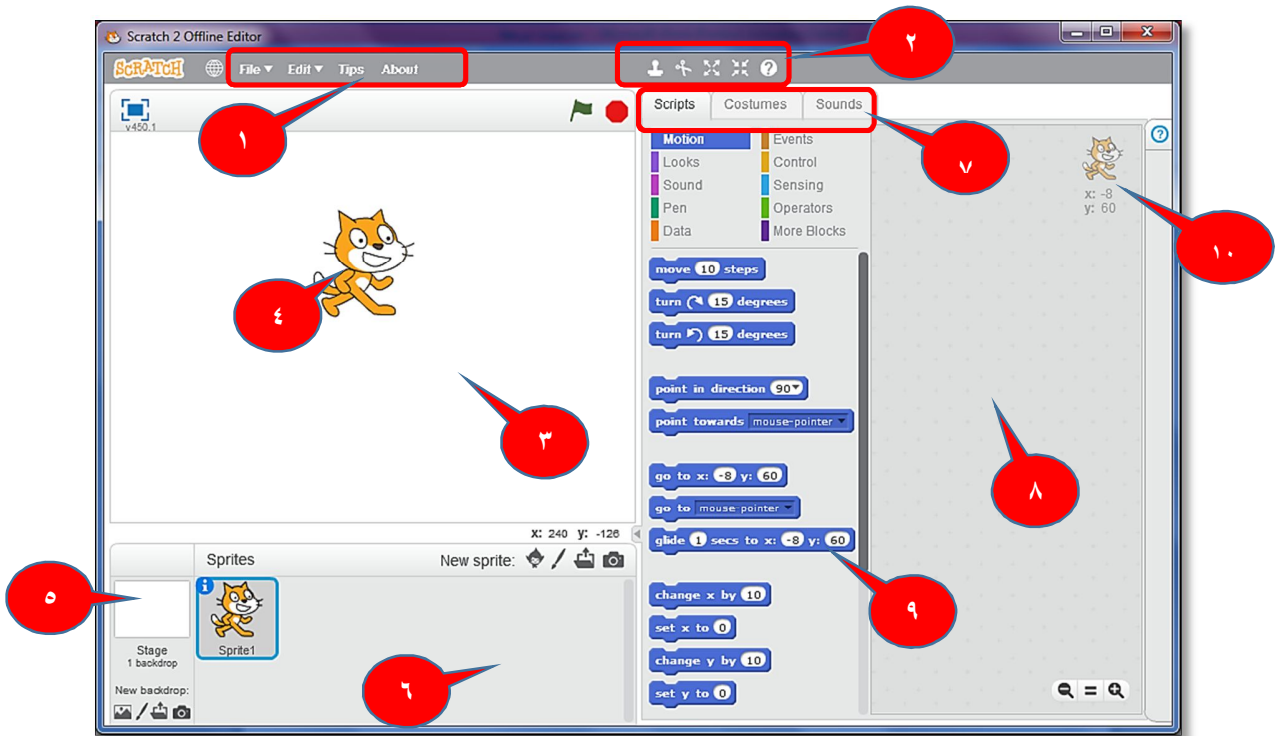 Scratch 2 Offline Editor
SCRATCH File Edit Tips About
v450.1
Scripts Costumes Sounds
Motion Events
Looks Control
Sound Sensing
Pen Operators
Data More Blocks
x: -8
y: 60
move 10 steps
turn 15 degrees
turn 15 degrees
point in direction 90
point towards mouse-pointer
go to x: -8 y: 60
go to mouse-pointer
glide 1 secs to x: -8 y: 60
change x by 10
set x to 0
change y by 10
set y to 0
X: 240 y: -126
Sprites New sprite:
Stage
1 backdrop
New backdrop:
Sprite1
١
٢
٣
٤
٥
٦
٧
٨
٩
١٠